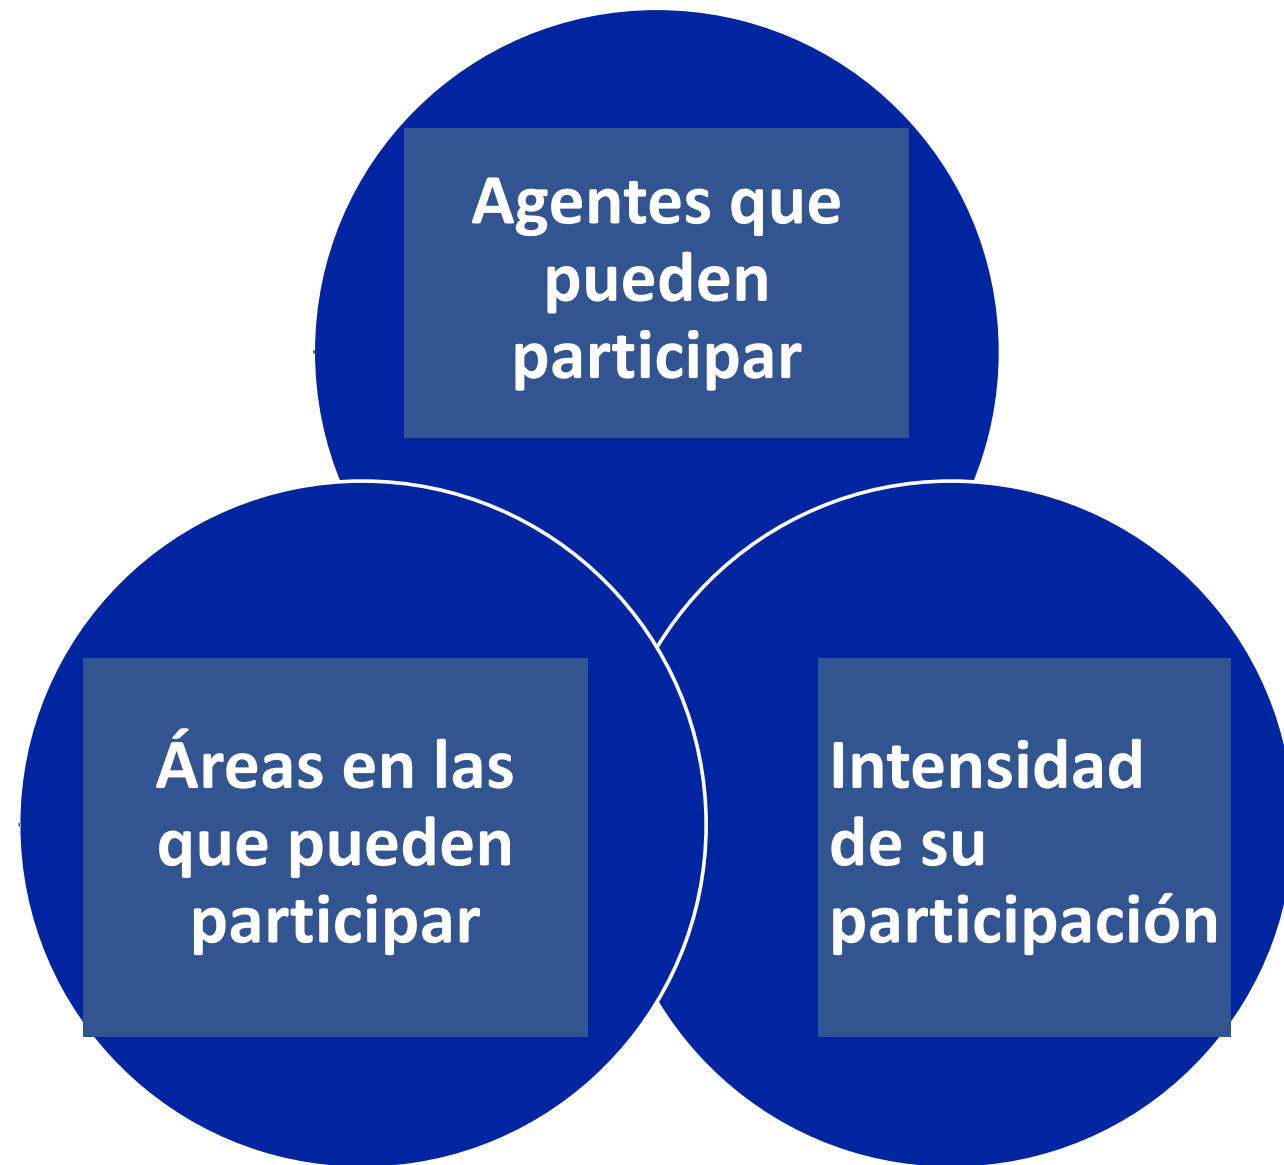 Agentes que
pueden
participar
Áreas en las
que pueden
participar
Intensidad
de su
participación